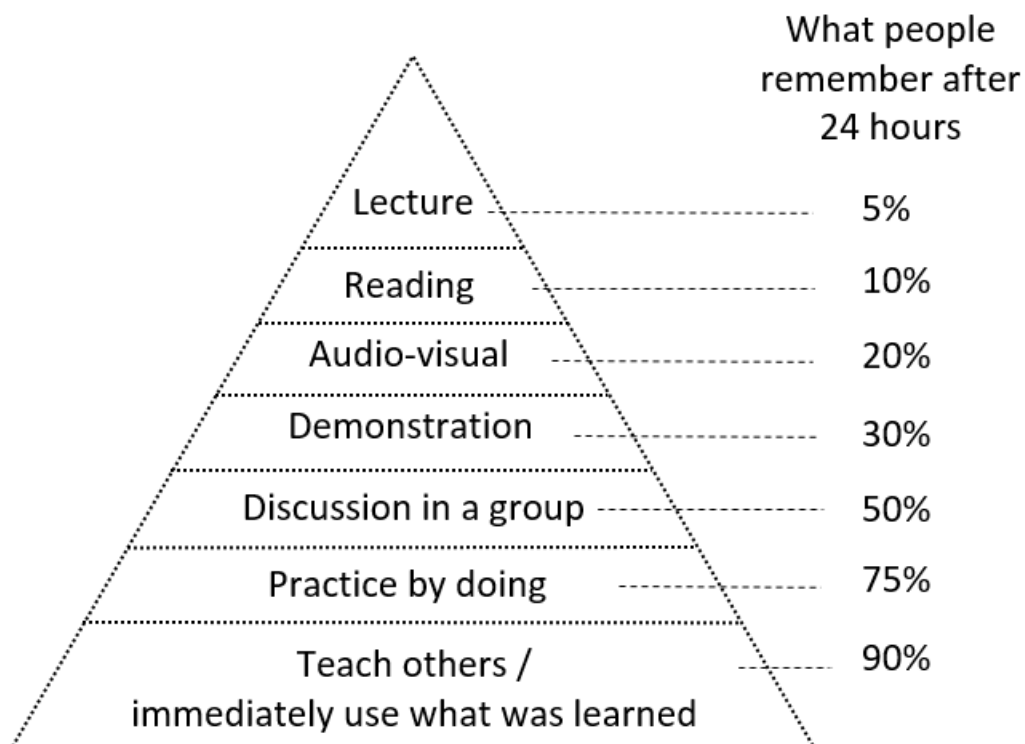 What people
remember after
24 hours
Lecture 5%
Reading 10%
Audio-visual 20%
Demonstration 30%
Discussion in a group 50%
Practice by doing 75%
Teach others / 90%
immediately use what was learned